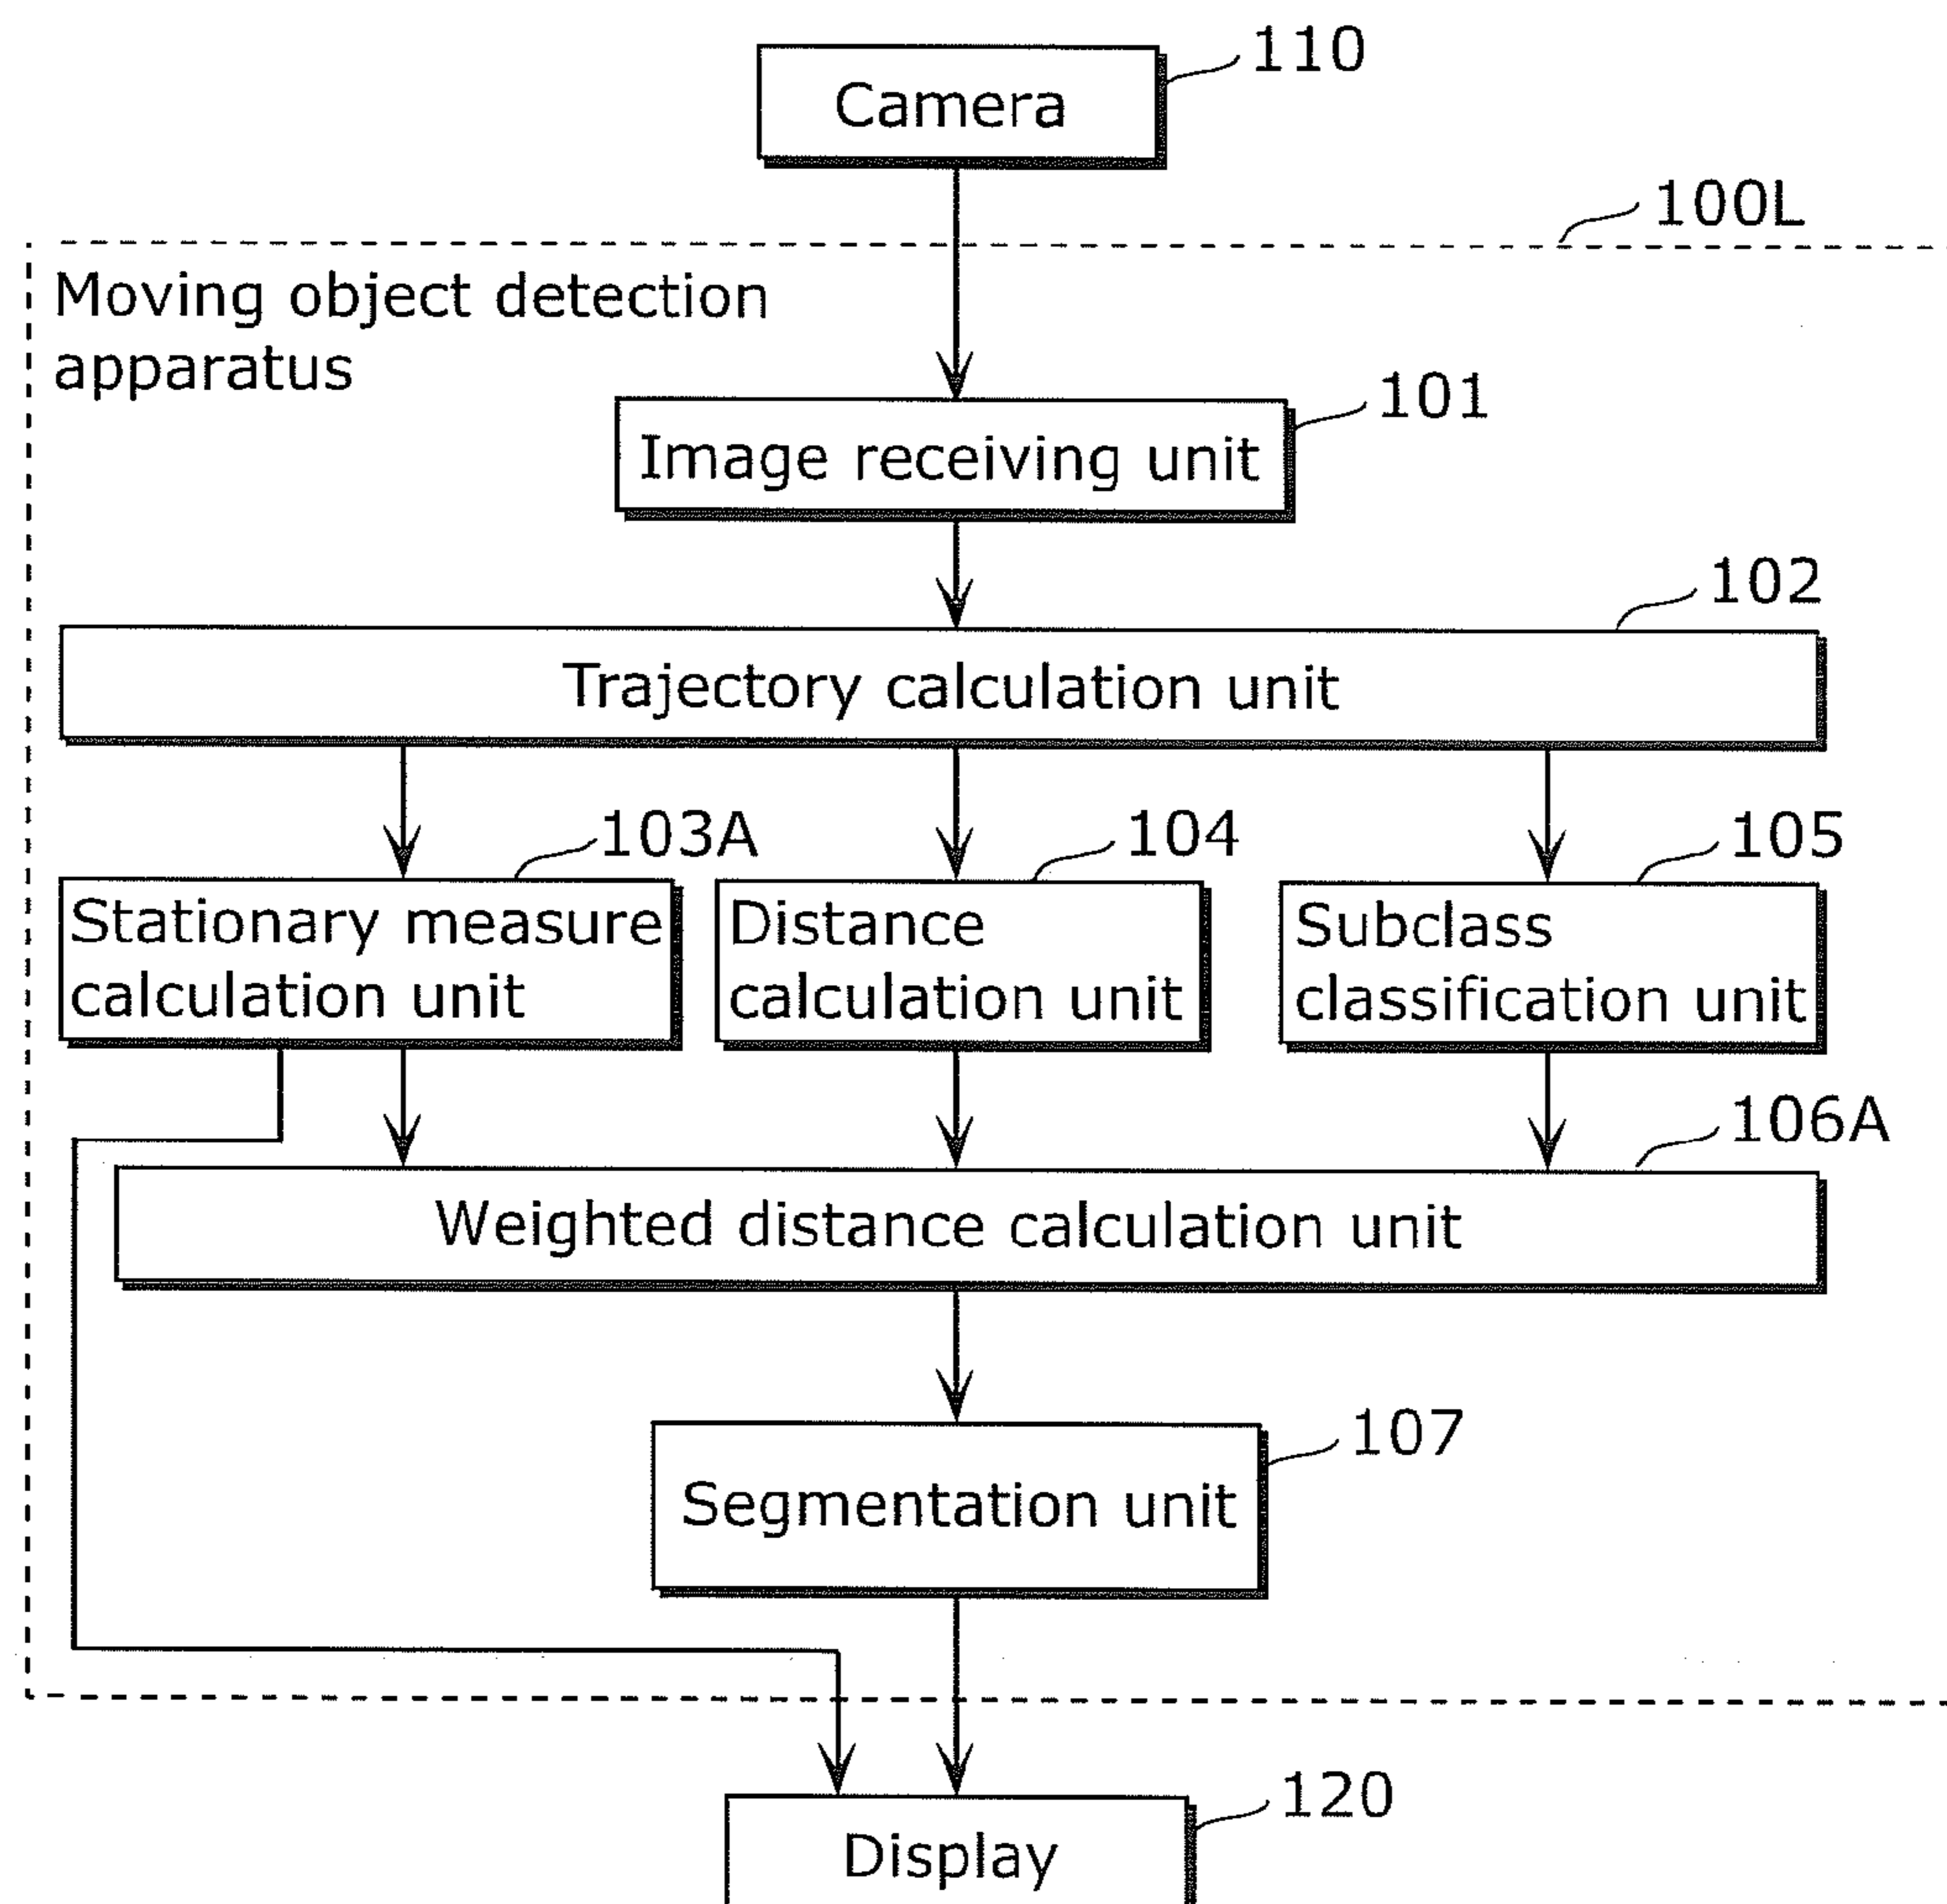 110
Camera
100L
Moving object detection
apparatus
101
Image receiving unit
102
Trajectory calculation unit
103A
104
105
Stationary measure
calculation unit
Distance
calculation unit
Subclass
classification unit
106A
Weighted distance calculation unit
107
Segmentation unit
120
Display